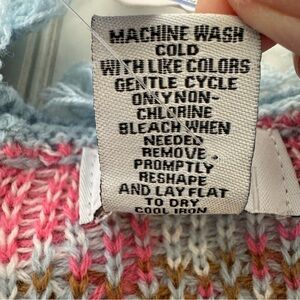 MACHINE WASH
COLD
WITH LIKE COLORS
GENTLE CYCLE
ONLY NON-
CHLORINE
BLEACH WHEN
NEEDED
REMOVE
PROMPTLY
RESHAPE
AND LAY FLAT
TO DRY
COOL IRON